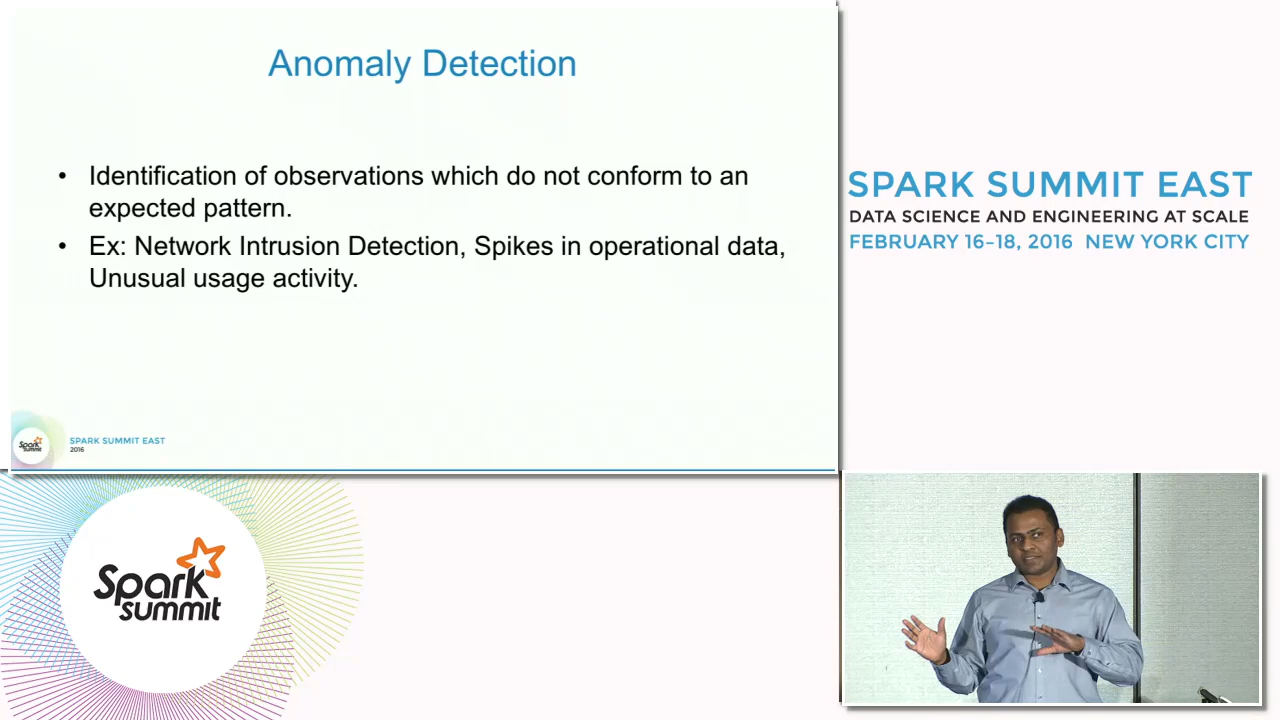 Anomaly Detection
• Identification of observations which do not conform to an
expected pattern.
• Ex: Network Intrusion Detection, Spikes in operational data,
Unusual usage activity.
Spark
Summit
SPARK SUMMIT EAST
2016
SPARK SUMMIT EAST
DATA SCIENCE AND ENGINEERING AT SCALE
FEBRUARY 16–18, 2016 NEW YORK CITY
Spark
summit